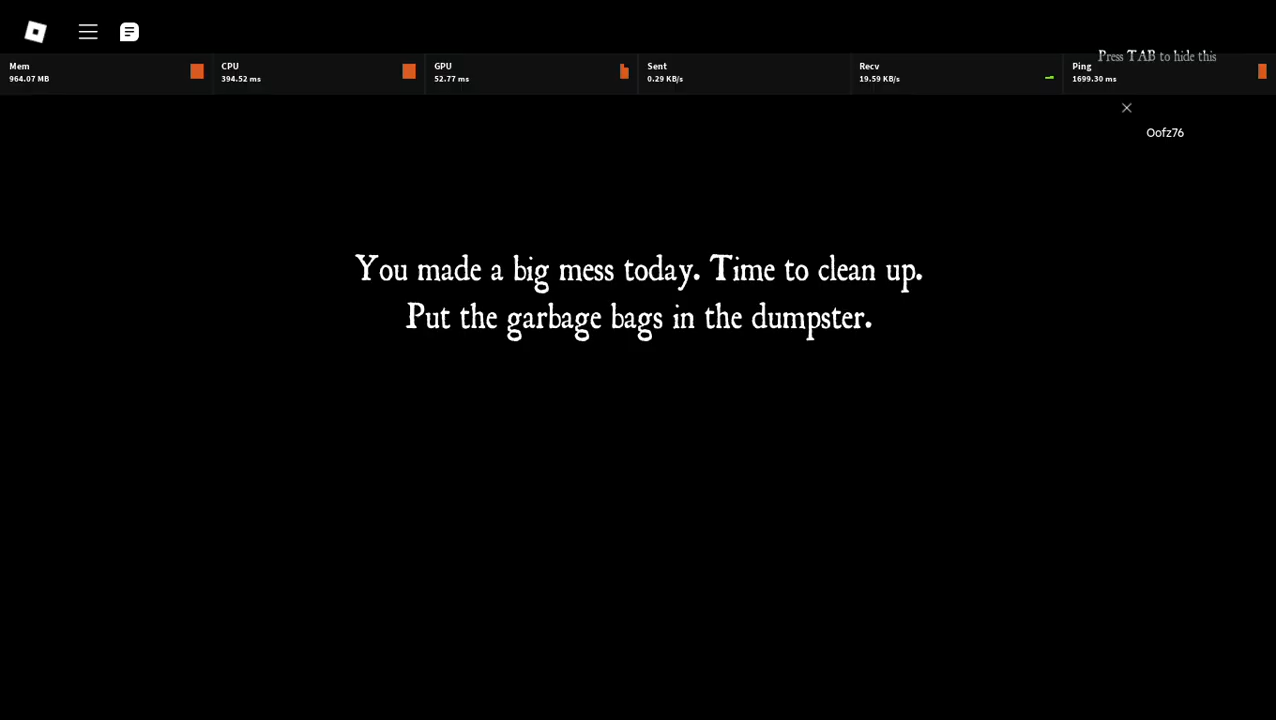 Press TAB to hide this
Mem
964.07 MB
CPU
394.52 ms
GPU
52.77 ms
Sent
0.29 KB/s
Recv
19.59 KB/s
Ping
1699.30 ms
Oofz76
You made a big mess today. Time to clean up.
Put the garbage bags in the dumpster.